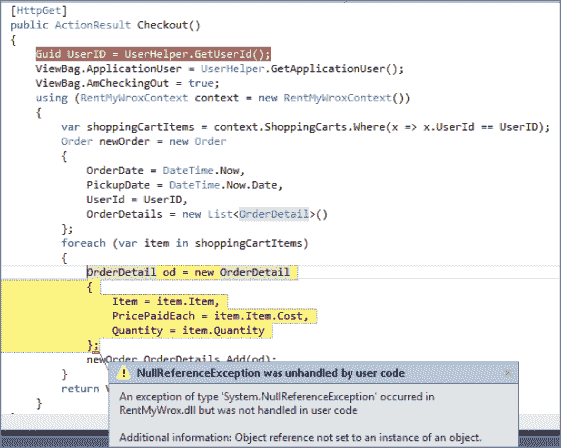 [HttpGet]
public ActionResult Checkout()
{
Guid UserID = UserHelper.GetUserId();
ViewBag.ApplicationUser = UserHelper.GetApplicationUser();
ViewBag.AmCheckingOut = true;
using (RentMyWroxContext context = new RentMyWroxContext())
{
var shoppingCartItems = context.ShoppingCarts.Where(x => x.UserId == UserID);
Order newOrder = new Order
{
OrderDate = DateTime.Now,
PickupDate = DateTime.Now.Date,
UserId = UserID,
OrderDetails = new List<OrderDetail>()
};
foreach (var item in shoppingCartItems)
{
OrderDetail od = new OrderDetail
{
Item = item.Item,
PricePaidEach = item.Item.Cost,
Quantity = item.Quantity
};
newOrder.OrderDetails.Add(od);
}
return
}
NullReferenceException was unhandled by user code
An exception of type 'System.NullReferenceException' occurred in
RentMyWrox.dll but was not handled in user code
Additional information: Object reference not set to an instance of an object.